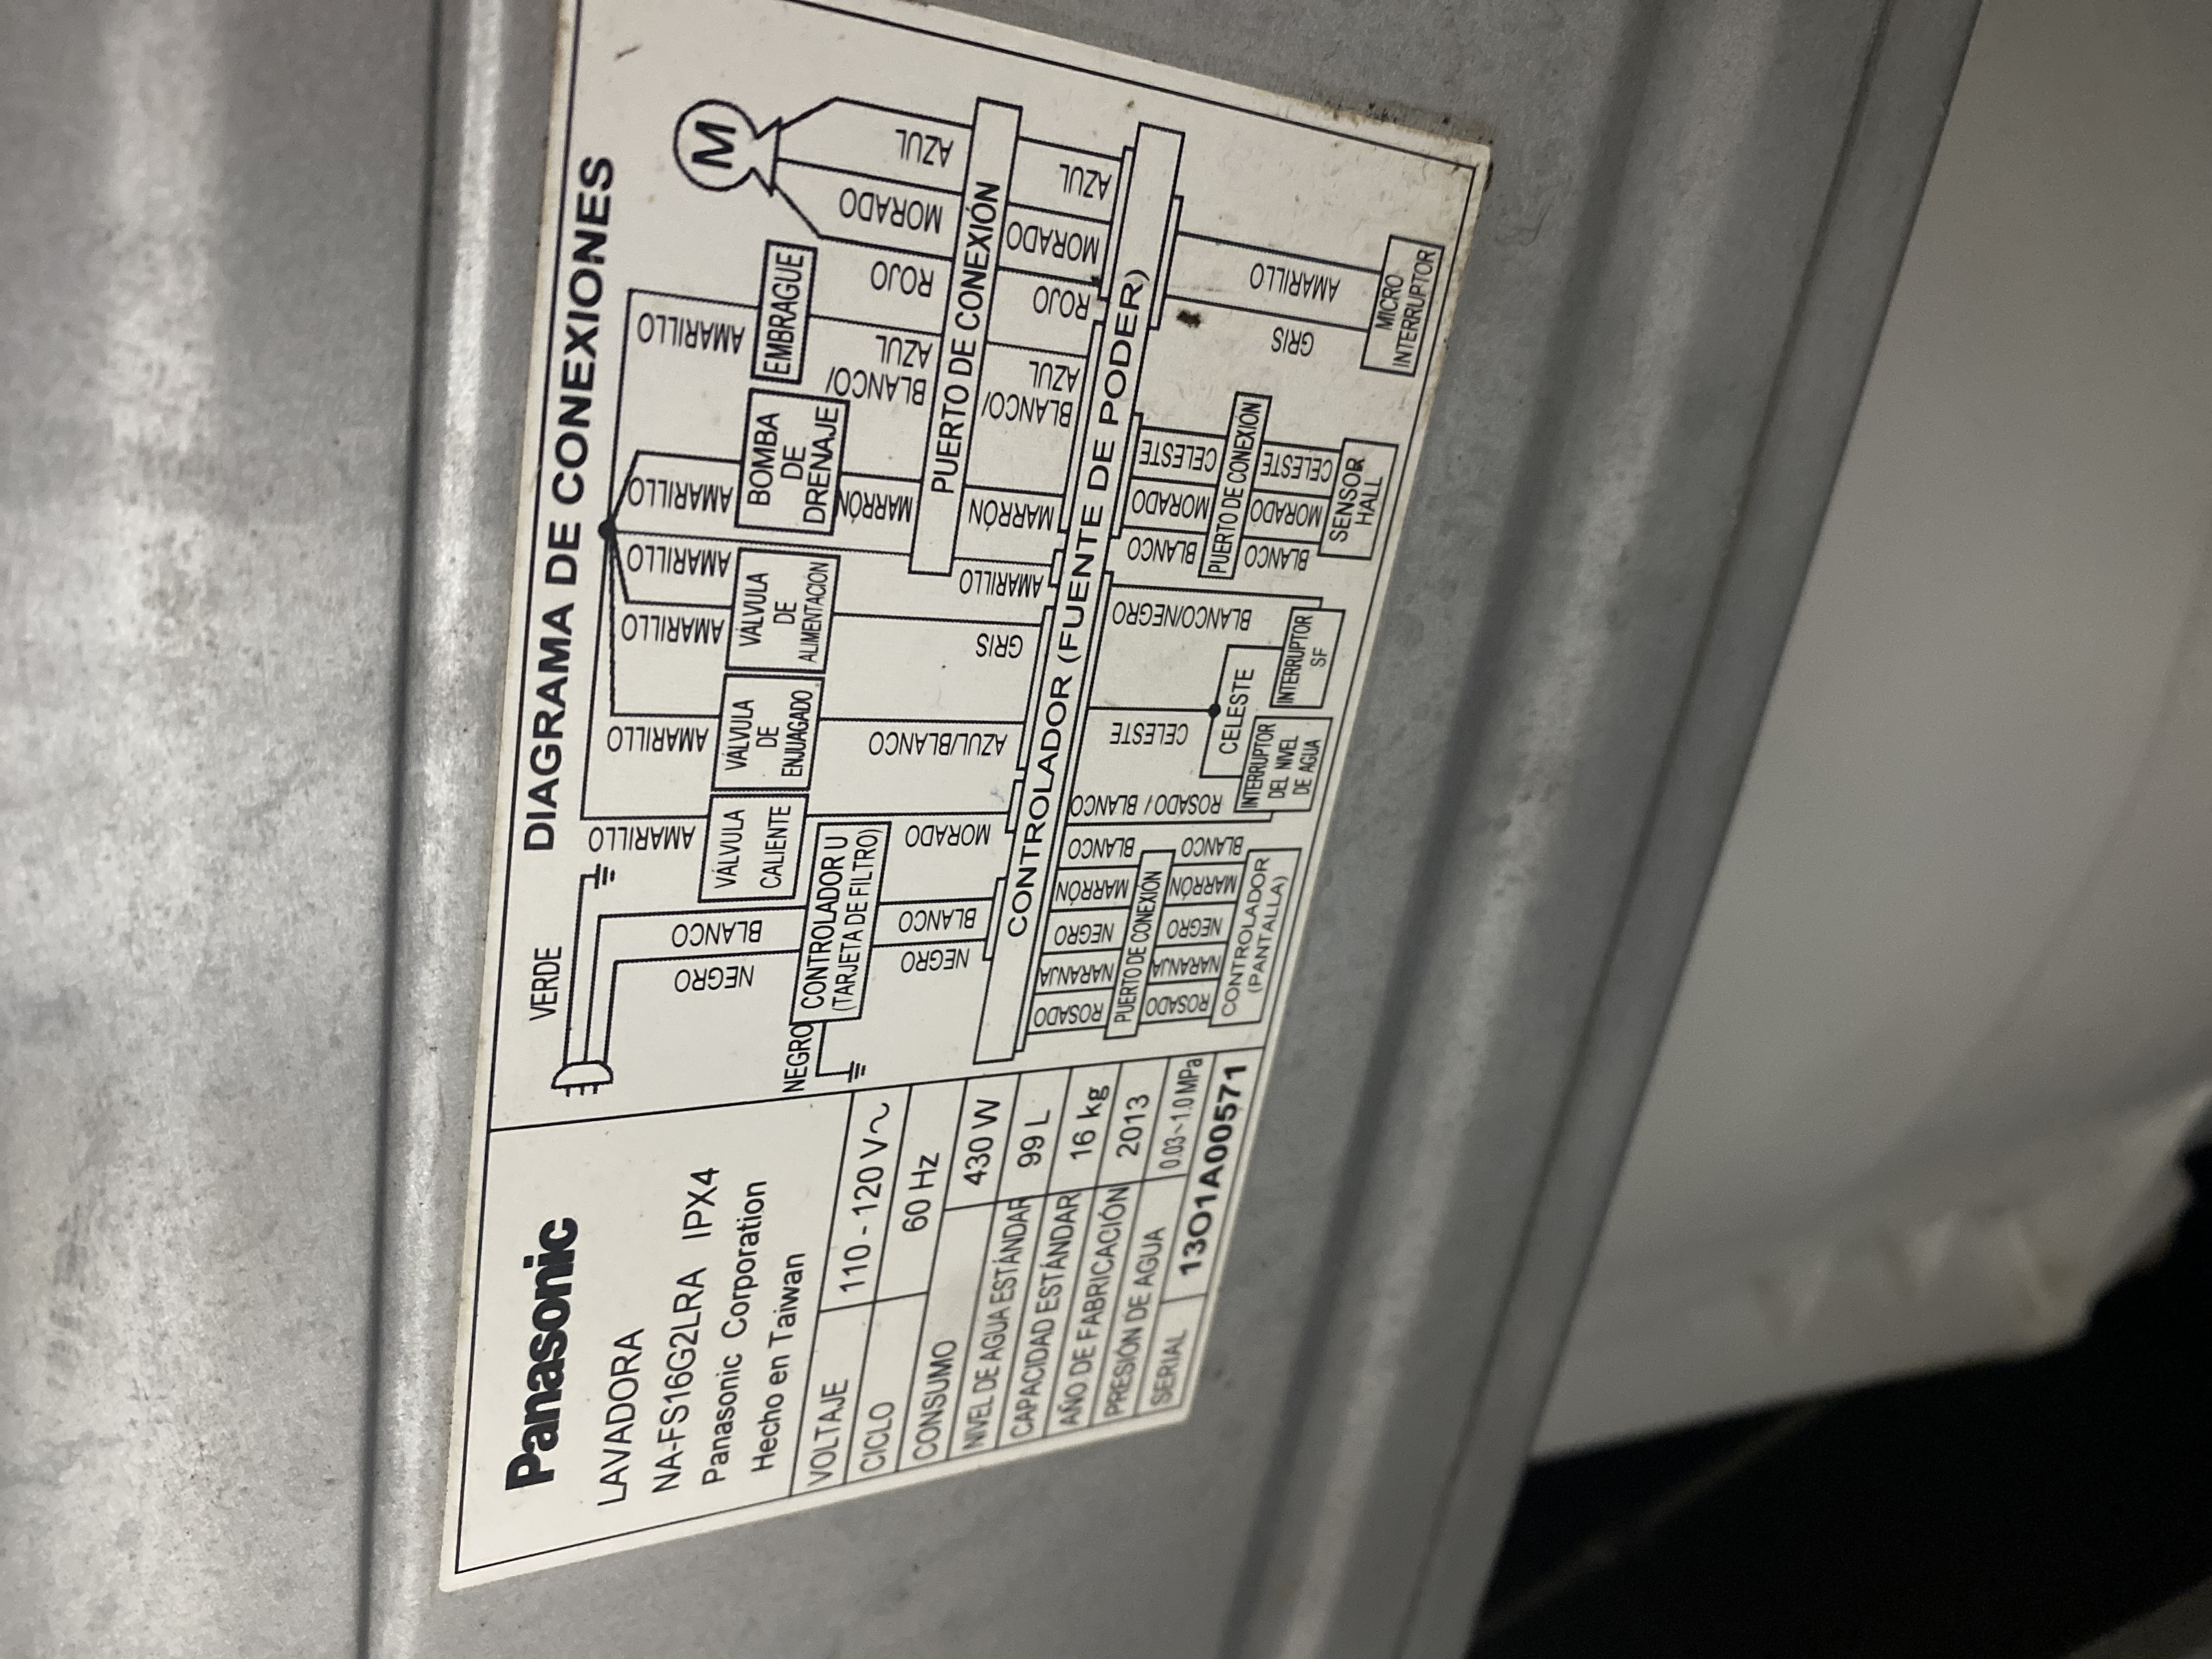 Panasonic
LAVADORA
NA-FS16G2LRA IPX4
Panasonic Corporation
Hecho en Taiwan
VOLTAJE 110 - 120 V~
CICLO 60 Hz
CONSUMO 430 W
NIVEL DE AGUA ESTÁNDAR 99 L
CAPACIDAD ESTÁNDAR 16 kg
AÑO DE FABRICACIÓN 2013
PRESIÓN DE AGUA 0.03~1.0 MPa
SERIAL 13O1A00571
DIAGRAMA DE CONEXIONES
VERDE
BLANCO
NEGRO
NEGRO
CONTROLADOR U
(TARJETA DE FILTRO)
BLANCO
NEGRO
AMARILLO
AMARILLO
AMARILLO
AMARILLO
AMARILLO
AMARILLO
VÁLVULA
CALIENTE
VÁLVULA
DE
ENJUAGADO
VÁLVULA
DE
ALIMENTACIÓN
BOMBA
DE
DRENAJE
EMBRAGUE
M
MORADO
AZUL/BLANCO
GRIS
MARRÓN
BLANCO/
AZUL
ROJO
MORADO
AZUL
PUERTO DE CONEXIÓN
AMARILLO
MARRÓN
BLANCO/
AZUL
ROJO
MORADO
AZUL
CONTROLADOR (FUENTE DE PODER)
ROSADO
NARANJA
NEGRO
MARRÓN
BLANCO
PUERTO DE CONEXIÓN
ROSADO
NARANJA
NEGRO
MARRÓN
BLANCO
CONTROLADOR
(PANTALLA)
ROSADO / BLANCO
CELESTE
CELESTE
BLANCO/NEGRO
INTERRUPTOR
DEL NIVEL
DE AGUA
INTERRUPTOR
SF
BLANCO
MORADO
CELESTE
PUERTO DE CONEXIÓN
BLANCO
MORADO
CELESTE
SENSOR
HALL
GRIS
AMARILLO
MICRO
INTERRUPTOR